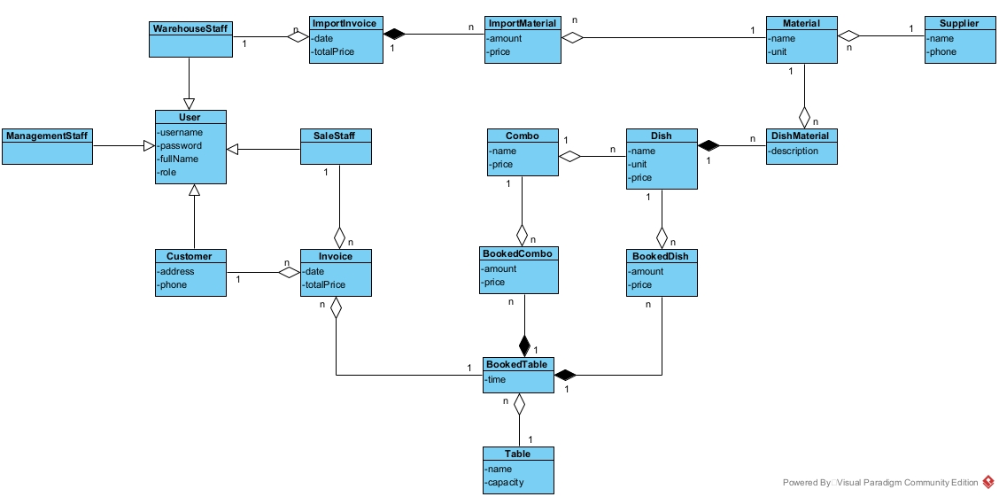 WarehouseStaff
1
n
ImportInvoice
-date
-totalPrice
1
n
ImportMaterial
-amount
-price
n
1
Material
-name
-unit
n
1
Supplier
-name
-phone
1
n
ManagementStaff
User
-username
-password
-fullName
-role
SaleStaff
1
n
Combo
-name
-price
1
n
Dish
-name
-unit
-price
1
n
DishMaterial
-description
1
n
1
n
Customer
-address
-phone
1
n
Invoice
-date
-totalPrice
n
1
BookedCombo
-amount
-price
n
1
BookedDish
-amount
-price
n
1
BookedTable
-time
n
1
Table
-name
-capacity
Powered By Visual Paradigm Community Edition